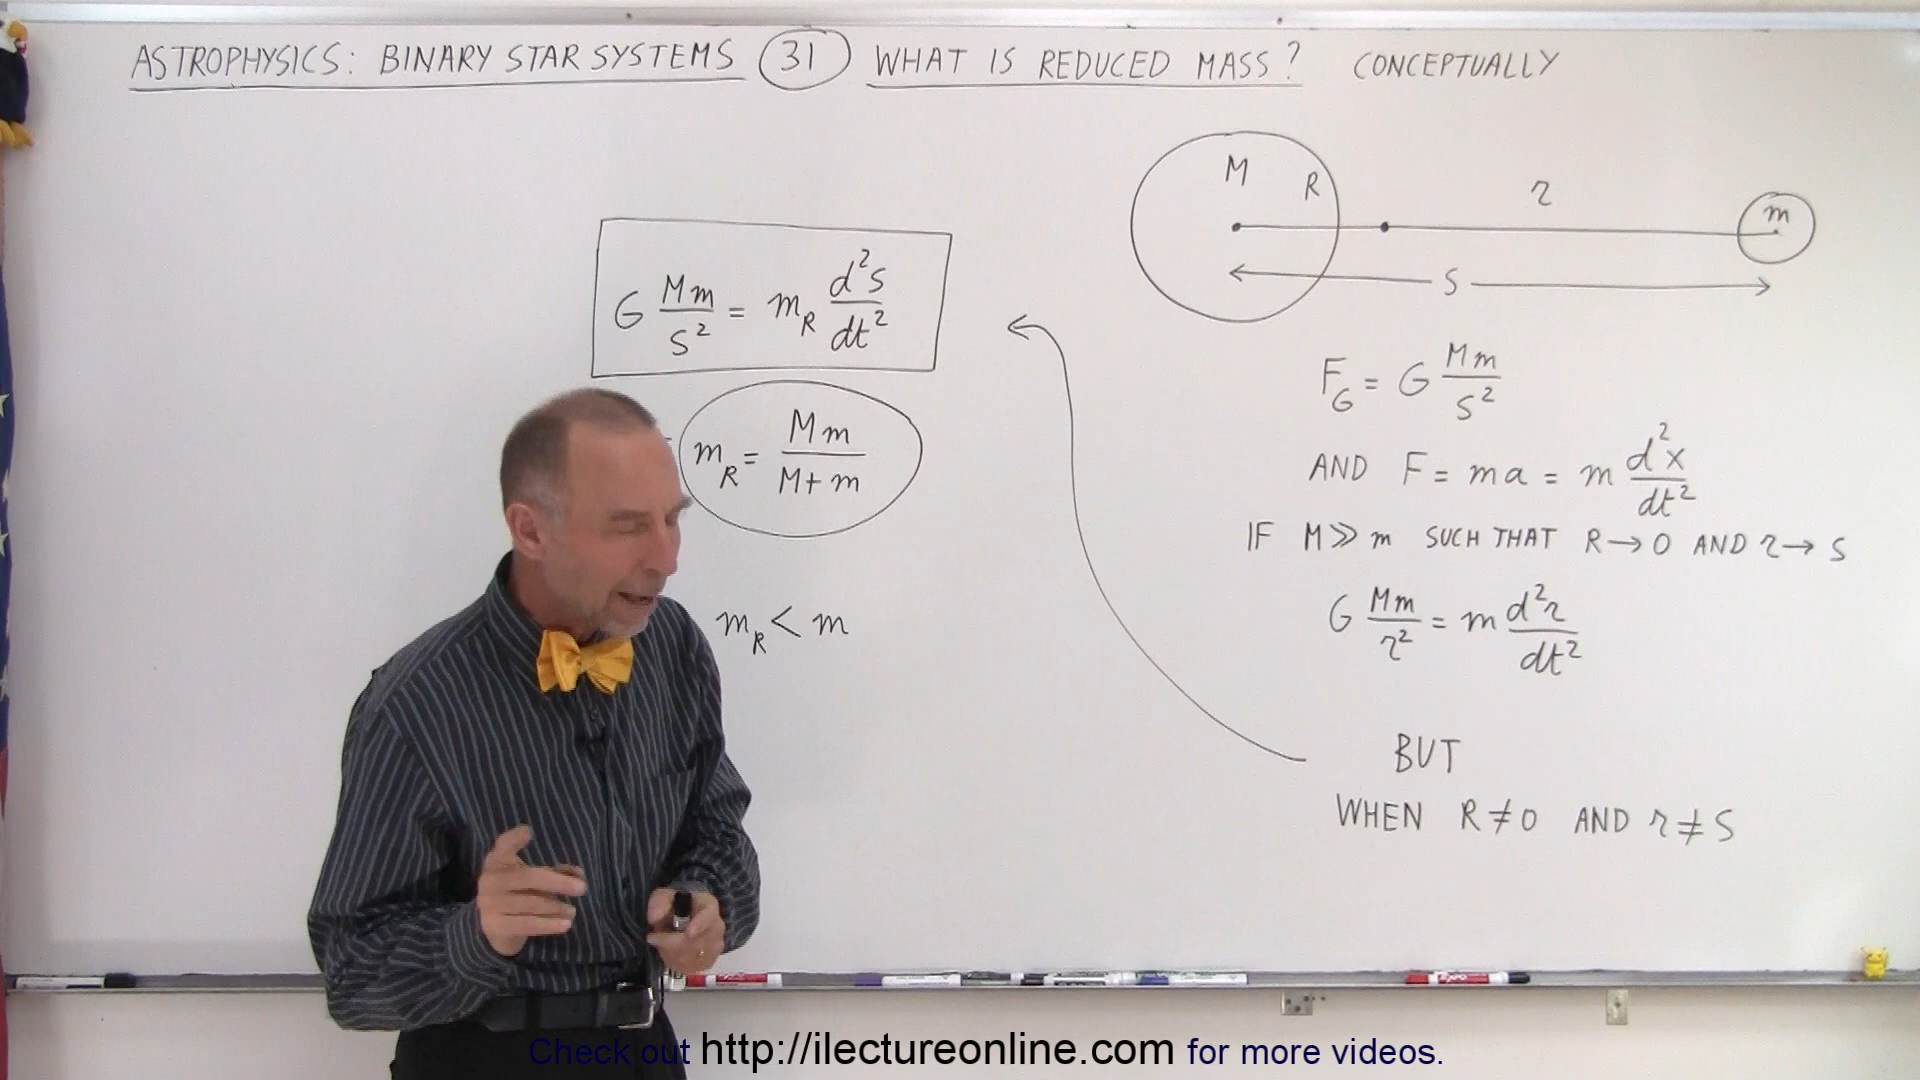 ASTROPHYSICS: BINARY STAR SYSTEMS 31 WHAT IS REDUCED MASS? CONCEPTUALLY
M R r m
S
G Mm/S² = m_R d²S/dt²
m_R = Mm/M+m
m_R < m
F_G = G Mm/S²
AND F = ma = m d²x/dt²
IF M≫m SUCH THAT R→0 AND r→S
G Mm/r² = m d²r/dt²
BUT
WHEN R≠0 AND r≠S
EXPO
Check out http://ilectureonline.com for more videos.